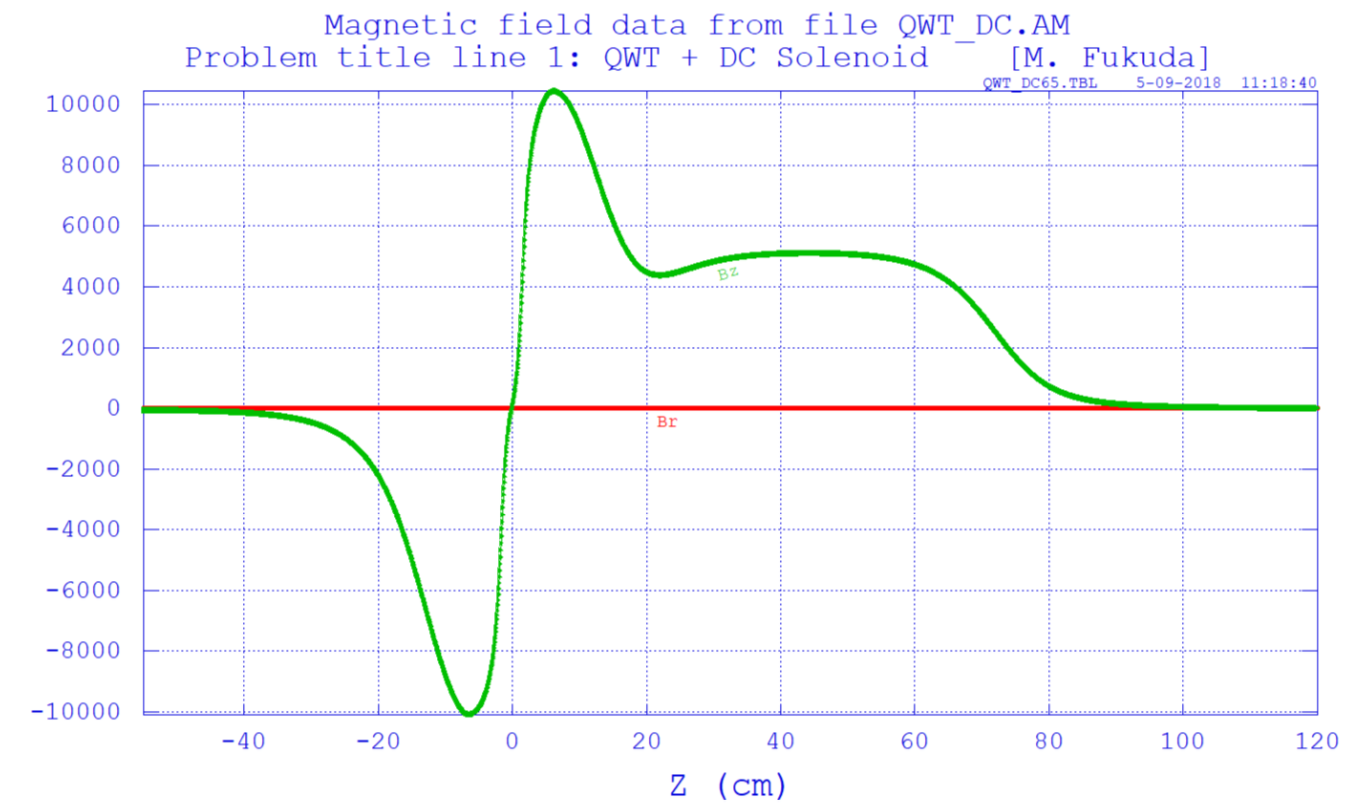 Magnetic field data from file QWT_DC.AM
Problem title line 1: QWT + DC Solenoid [M. Fukuda]
QWT_DC65.TBL 5-09-2018 11:18:40
10000
8000
6000
4000
2000
0
-2000
-4000
-6000
-8000
-10000
Bz
Br
-40 -20 0 20 40 60 80 100 120
Z (cm)